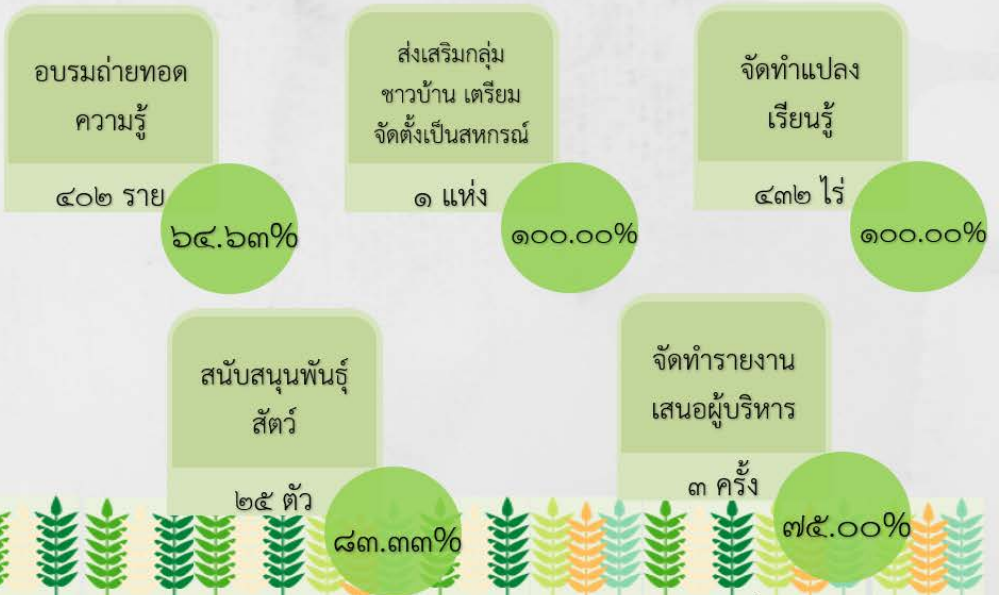 อบรมถ่ายทอด
ความรู้
๔๐๒ ราย
๖๔.๖๓%
ส่งเสริมกลุ่ม
ชาวบ้าน เตรียม
จัดตั้งเป็นสหกรณ์
๑ แห่ง
๑๐๐.๐๐%
จัดทำแปลง
เรียนรู้
๔๓๒ ไร่
๑๐๐.๐๐%
สนับสนุนพันธุ์
สัตว์
๒๕ ตัว
๘๓.๓๓%
จัดทำรายงาน
เสนอผู้บริหาร
๓ ครั้ง
๗๕.๐๐%